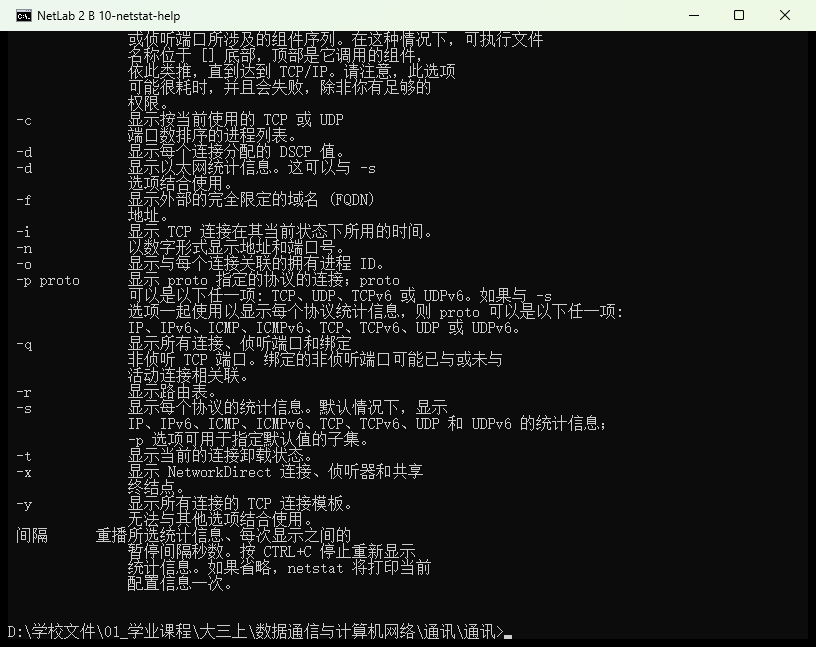 NetLab 2 B 10-netstat-help
或侦听端口所涉及的组件序列。在这种情况下，可执行文件
名称位于 [] 底部，顶部是它调用的组件，
依此类推，直到达到 TCP/IP。请注意，此选项
可能很耗时，并且会失败，除非你有足够的
权限。
-c 显示按当前使用的 TCP 或 UDP
端口数排序的进程列表。
-d 显示每个连接分配的 DSCP 值。
-d 显示以太网统计信息。这可以与 -s
选项结合使用。
-f 显示外部的完全限定的域名 (FQDN)
地址。
-i 显示 TCP 连接在其当前状态下所用的时间。
-n 以数字形式显示地址和端口号。
-o 显示与每个连接关联的拥有进程 ID。
-p proto 显示 proto 指定的协议的连接；proto
可以是以下任一项: TCP、UDP、TCPv6 或 UDPv6。如果与 -s
选项一起使用以显示每个协议统计信息，则 proto 可以是以下任一项:
IP、IPv6、ICMP、ICMPv6、TCP、TCPv6、UDP 或 UDPv6。
-q 显示所有连接、侦听端口和绑定
非侦听 TCP 端口。绑定的非侦听端口可能已与或未与
活动连接相关联。
-r 显示路由表。
-s 显示每个协议的统计信息。默认情况下，显示
IP、IPv6、ICMP、ICMPv6、TCP、TCPv6、UDP 和 UDPv6 的统计信息；
-p 选项可用于指定默认值的子集。
-t 显示当前的连接卸载状态。
-x 显示 NetworkDirect 连接、侦听器和共享
终结点。
-y 显示所有连接的 TCP 连接模板。
无法与其他选项结合使用。
间隔 重播所选统计信息、每次显示之间的
暂停间隔秒数。按 CTRL+C 停止重新显示
统计信息。如果省略，netstat 将打印当前
配置信息一次。
D:\学校文件\01_学业课程\大三上\数据通信与计算机网络\通讯\通讯>